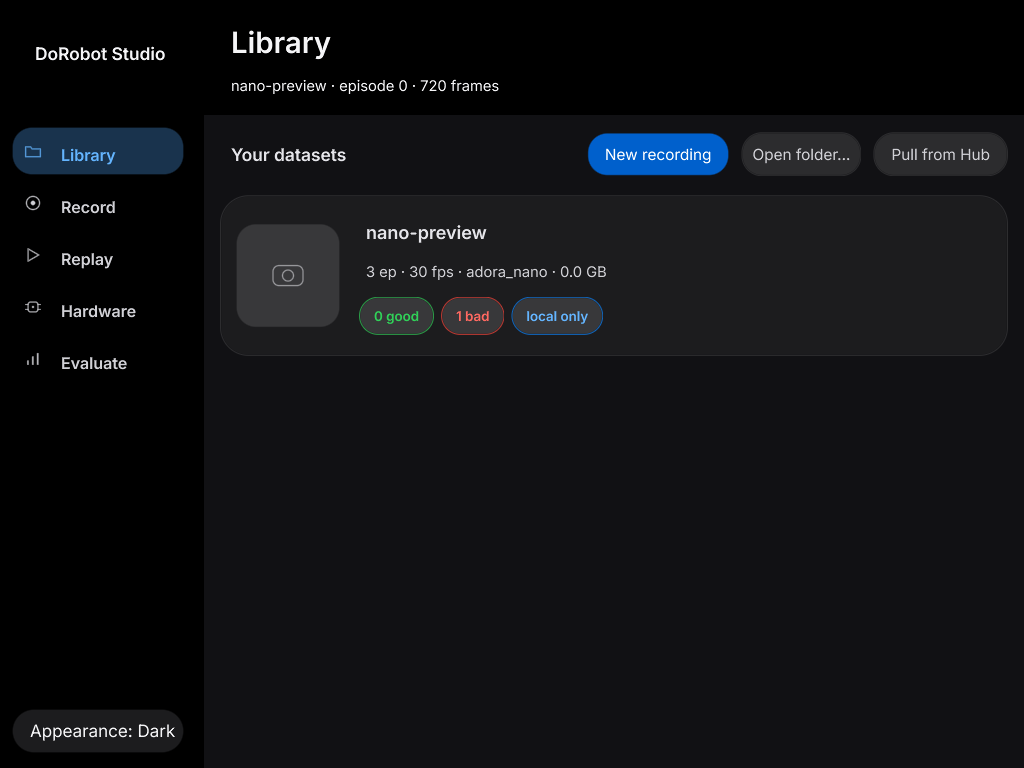 DoRobot Studio
Library
nano-preview · episode 0 · 720 frames
Library
Record
Replay
Hardware
Evaluate
Appearance: Dark
Your datasets
New recording
Open folder...
Pull from Hub
nano-preview
3 ep · 30 fps · adora_nano · 0.0 GB
0 good
1 bad
local only